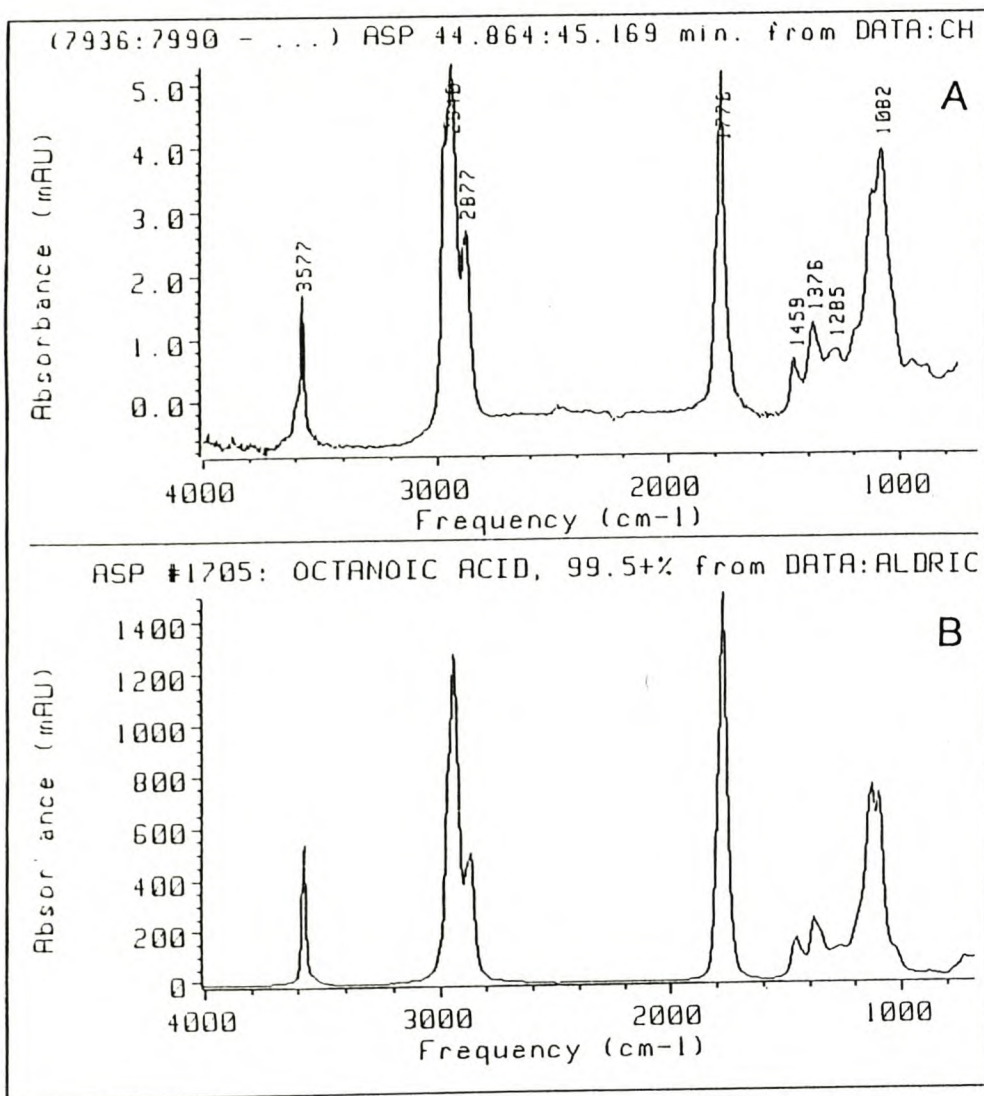 (7936:7990 - ...) ASP 44.864:45.169 min. from DATA:CH
A
Absorbance (mAU)
5.0
4.0
3.0
2.0
1.0
0.0
3577
2877
1776
1459
1376
1285
1082
4000 3000 2000 1000
Frequency (cm-1)
ASP #1705: OCTANOIC ACID, 99.5+% from DATA:ALDRIC
B
Absor ance (mAU)
1400
1200
1000
800
600
400
200
0
4000 3000 2000 1000
Frequency (cm-1)